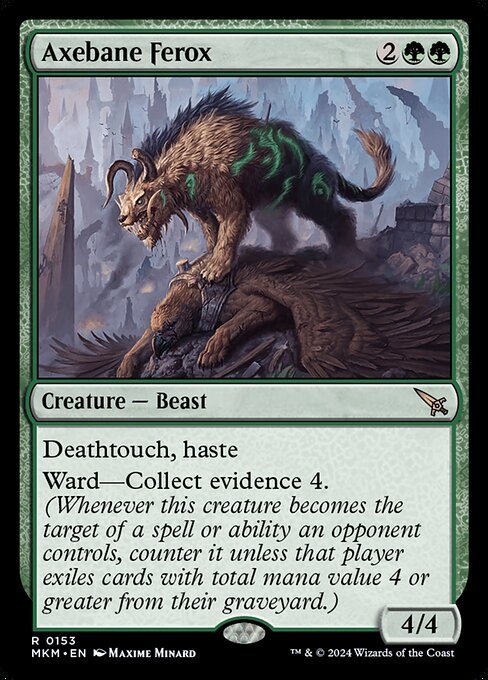 Axebane Ferox 2
Creature — Beast
Deathtouch, haste
Ward—Collect evidence 4.
(Whenever this creature becomes the
target of a spell or ability an opponent
controls, counter it unless that player
exiles cards with total mana value 4 or
greater from their graveyard.)
4/4
R 0153
MKM • EN Maxime Minard
™ & © 2024 Wizards of the Coast